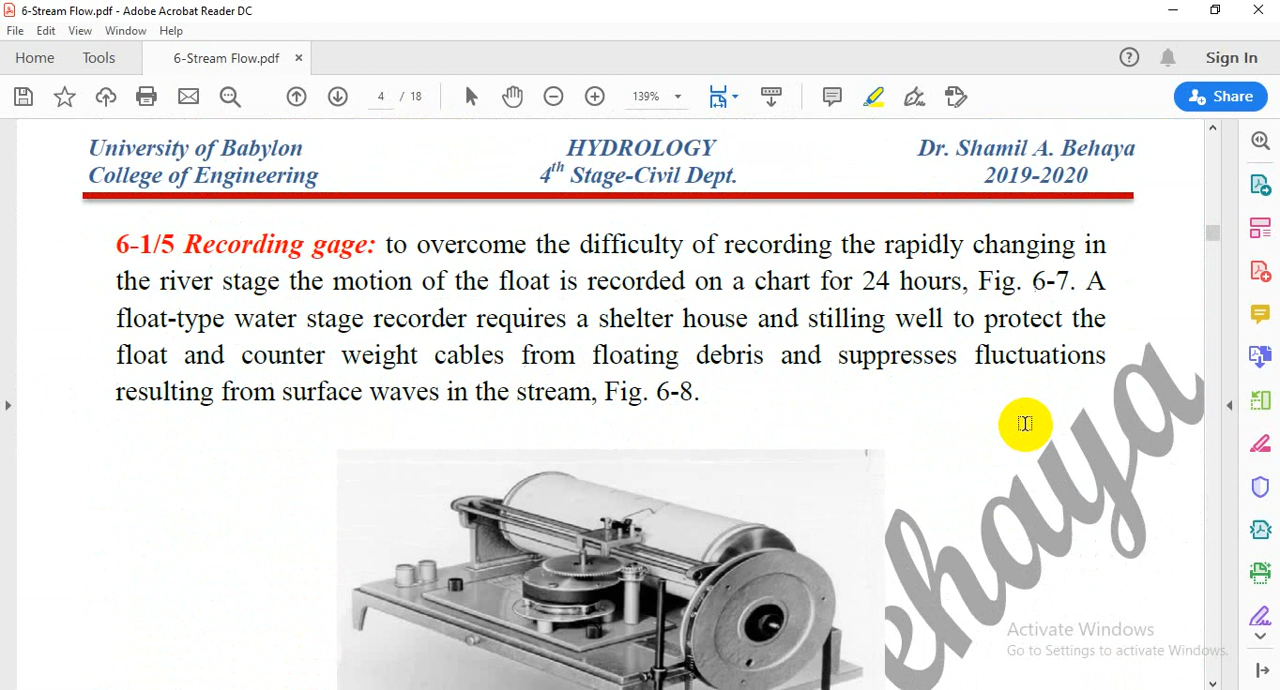 6-Stream Flow.pdf - Adobe Acrobat Reader DC
File Edit View Window Help
Home Tools 6-Stream Flow.pdf × Sign In
4 / 18 139% Share
University of Babylon HYDROLOGY Dr. Shamil A. Behaya
College of Engineering 4th Stage-Civil Dept. 2019-2020
6-1/5 Recording gage: to overcome the difficulty of recording the rapidly changing in
the river stage the motion of the float is recorded on a chart for 24 hours, Fig. 6-7. A
float-type water stage recorder requires a shelter house and stilling well to protect the
float and counter weight cables from floating debris and suppresses fluctuations
resulting from surface waves in the stream, Fig. 6-8.
ehaya
Activate Windows
Go to Settings to activate Windows.